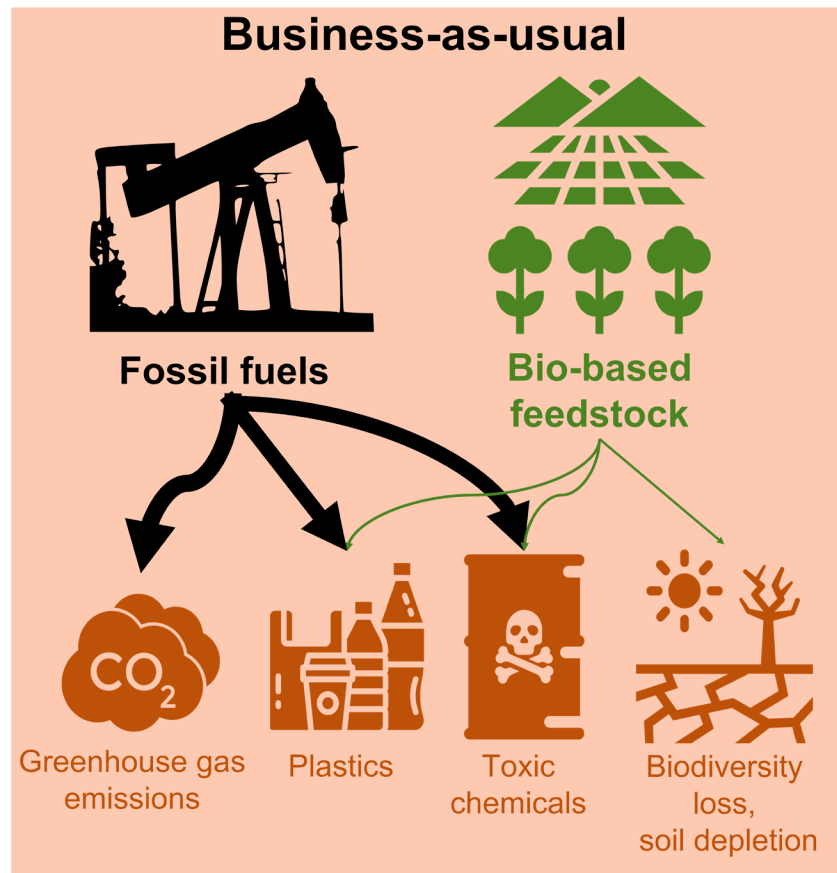 Business-as-usual
Fossil fuels
Bio-based
feedstock
CO2
Greenhouse gas
emissions
Plastics
Toxic
chemicals
Biodiversity
loss,
soil depletion